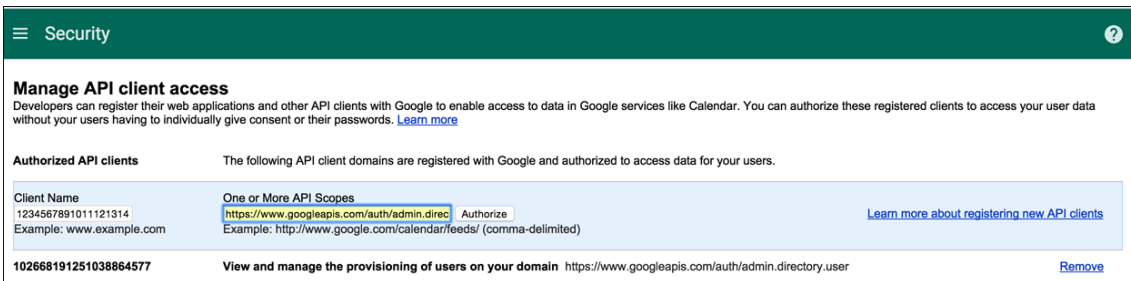 Security
Manage API client access
Developers can register their web applications and other API clients with Google to enable access to data in Google services like Calendar. You can authorize these registered clients to access your user data
without your users having to individually give consent or their passwords. Learn more
Authorized API clients The following API client domains are registered with Google and authorized to access data for your users.
Client Name One or More API Scopes
1234567891011121314 https://www.googleapis.com/auth/admin.direc Authorize Learn more about registering new API clients
Example: www.example.com Example: http://www.google.com/calendar/feeds/ (comma-delimited)
102668191251038864577 View and manage the provisioning of users on your domain https://www.googleapis.com/auth/admin.directory.user Remove